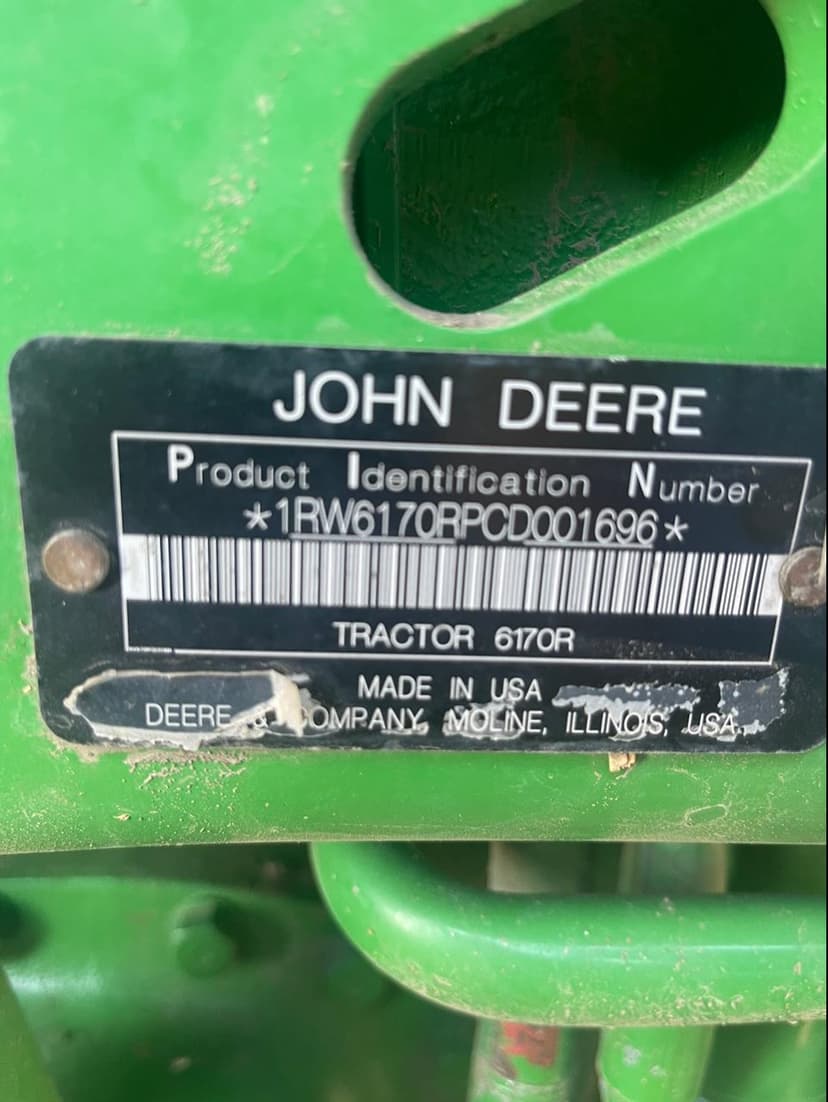 JOHN DEERE
Product Identification Number
*1RW6170RPCD001696*
TRACTOR 6170R
MADE IN USA
DEERE & COMPANY, MOLINE, ILLINOIS, USA